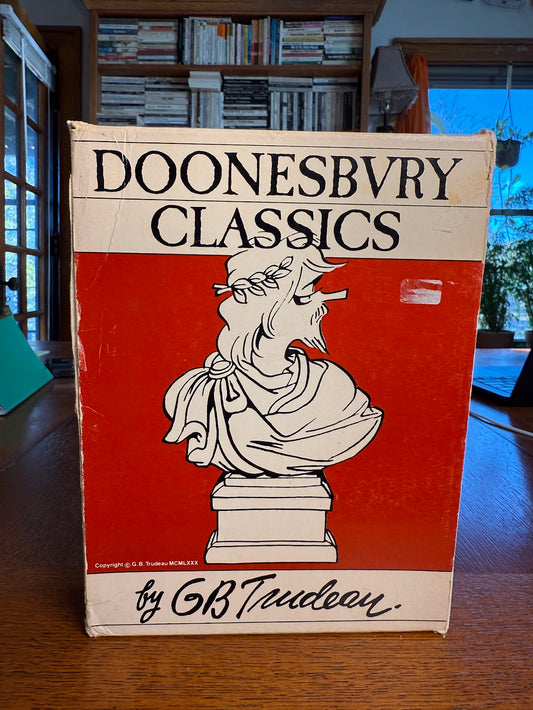 DOONESBVRY
CLASSICS
Copyright © G. B. Trudeau MCMLXXX
by GB Trudeau.